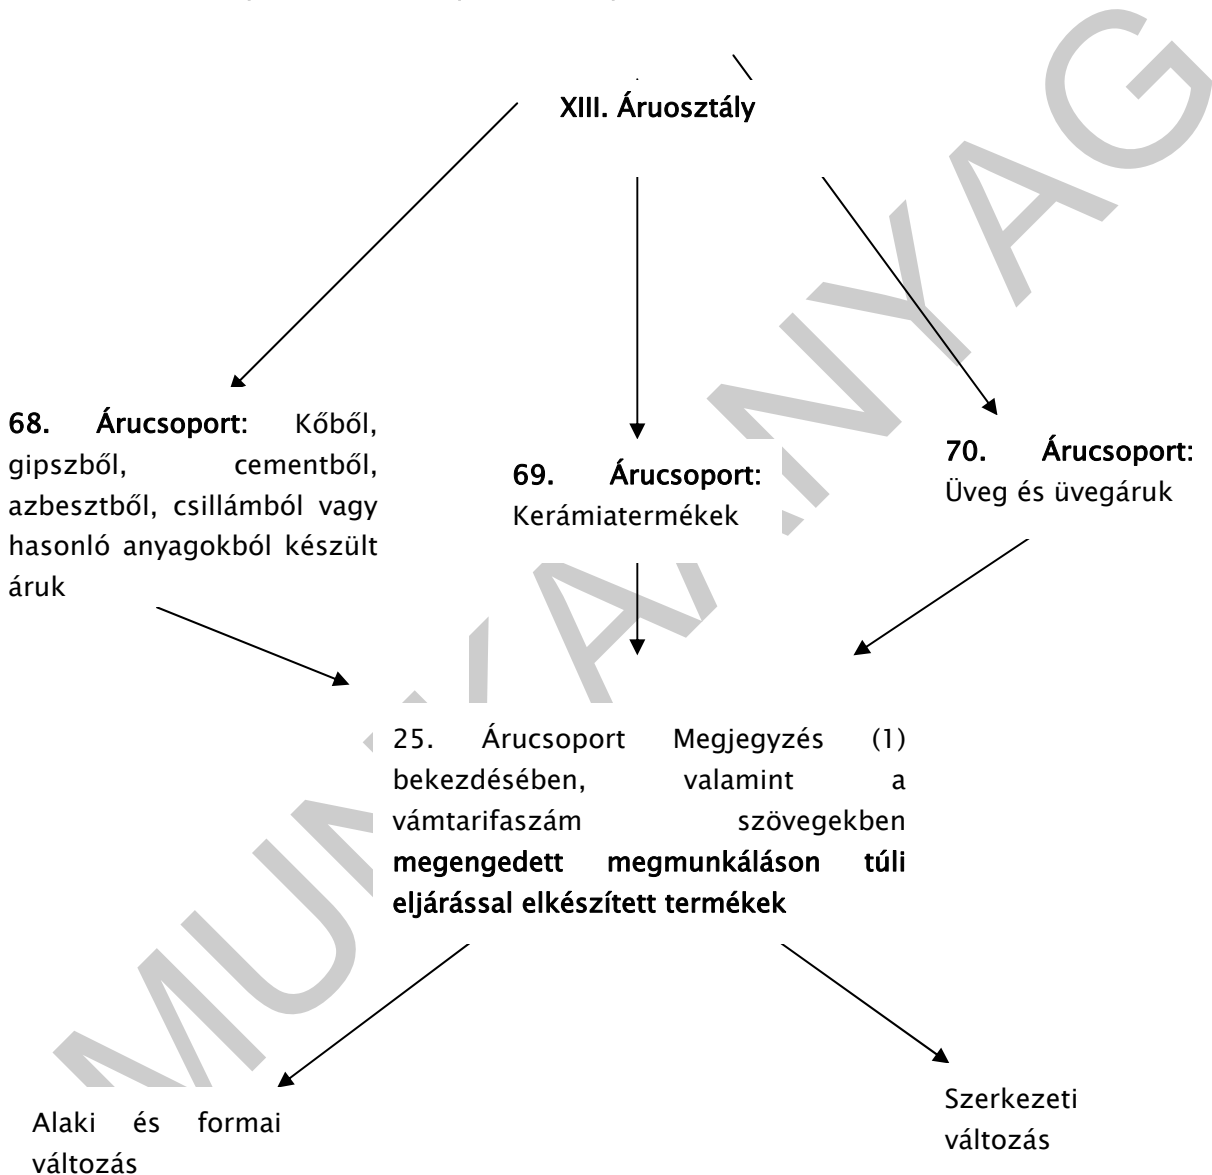 XIII. Áruosztály
68. Árucsoport: Kőből,
gipszből, cementből,
azbesztből, csillámból vagy
hasonló anyagokból készült
áruk
69. Árucsoport:
Kerámiatermékek
70. Árucsoport:
Üveg és üvegáruk
25. Árucsoport Megjegyzés (1)
bekezdésében, valamint a
vámtarifaszám szövegekben
megengedett megmunkáláson túli
eljárással elkészített termékek
Alaki és formai
változás
Szerkezeti
változás
MUNKAANYAG